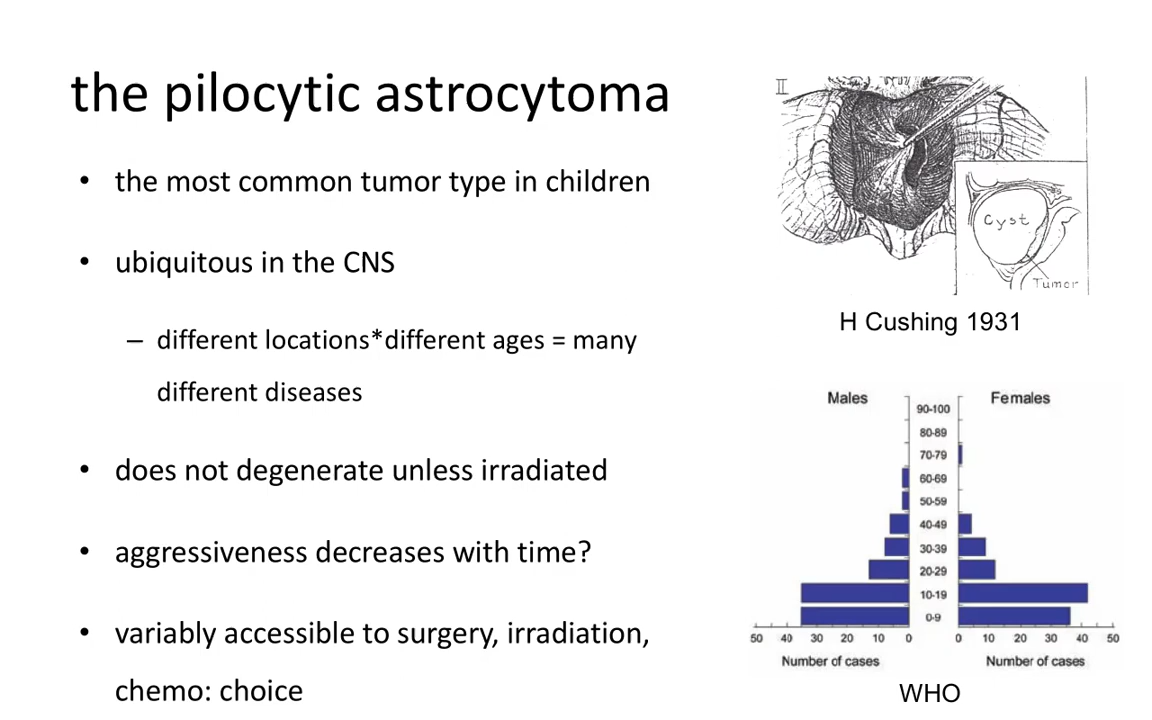 the pilocytic astrocytoma
• the most common tumor type in children
• ubiquitous in the CNS
– different locations*different ages = many
different diseases
• does not degenerate unless irradiated
• aggressiveness decreases with time?
• variably accessible to surgery, irradiation,
chemo: choice
II
Cyst
Tumor
H Cushing 1931
Males
Females
90-100
80-89
70-79
60-69
50-59
40-49
30-39
20-29
10-19
0-9
50 40 30 20 10 0
0 10 20 30 40 50
Number of cases
Number of cases
WHO